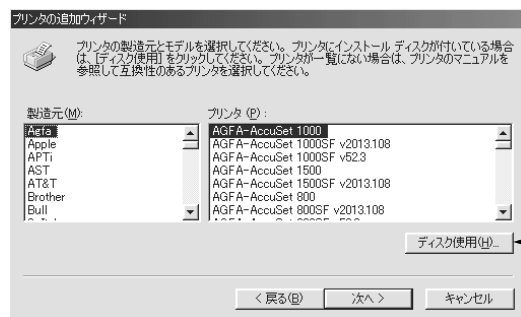 プリンタの追加ウィザード
プリンタの製造元とモデルを選択してください。プリンタにインストール ディスクが付いている場合
は、[ディスク使用] をクリックしてください。プリンタが一覧にない場合は、プリンタのマニュアルを
参照して互換性のあるプリンタを選択してください。
製造元(M):
プリンタ (P) :
Agfa
Apple
APTi
AST
AT&T
Brother
Bull
AGFA-AccuSet 1000
AGFA-AccuSet 1000SF v2013.108
AGFA-AccuSet 1000SF v52.3
AGFA-AccuSet 1500
AGFA-AccuSet 1500SF v2013.108
AGFA-AccuSet 800
AGFA-AccuSet 800SF v2013.108
ディスク使用(H)...
< 戻る(B)
次へ >
キャンセル